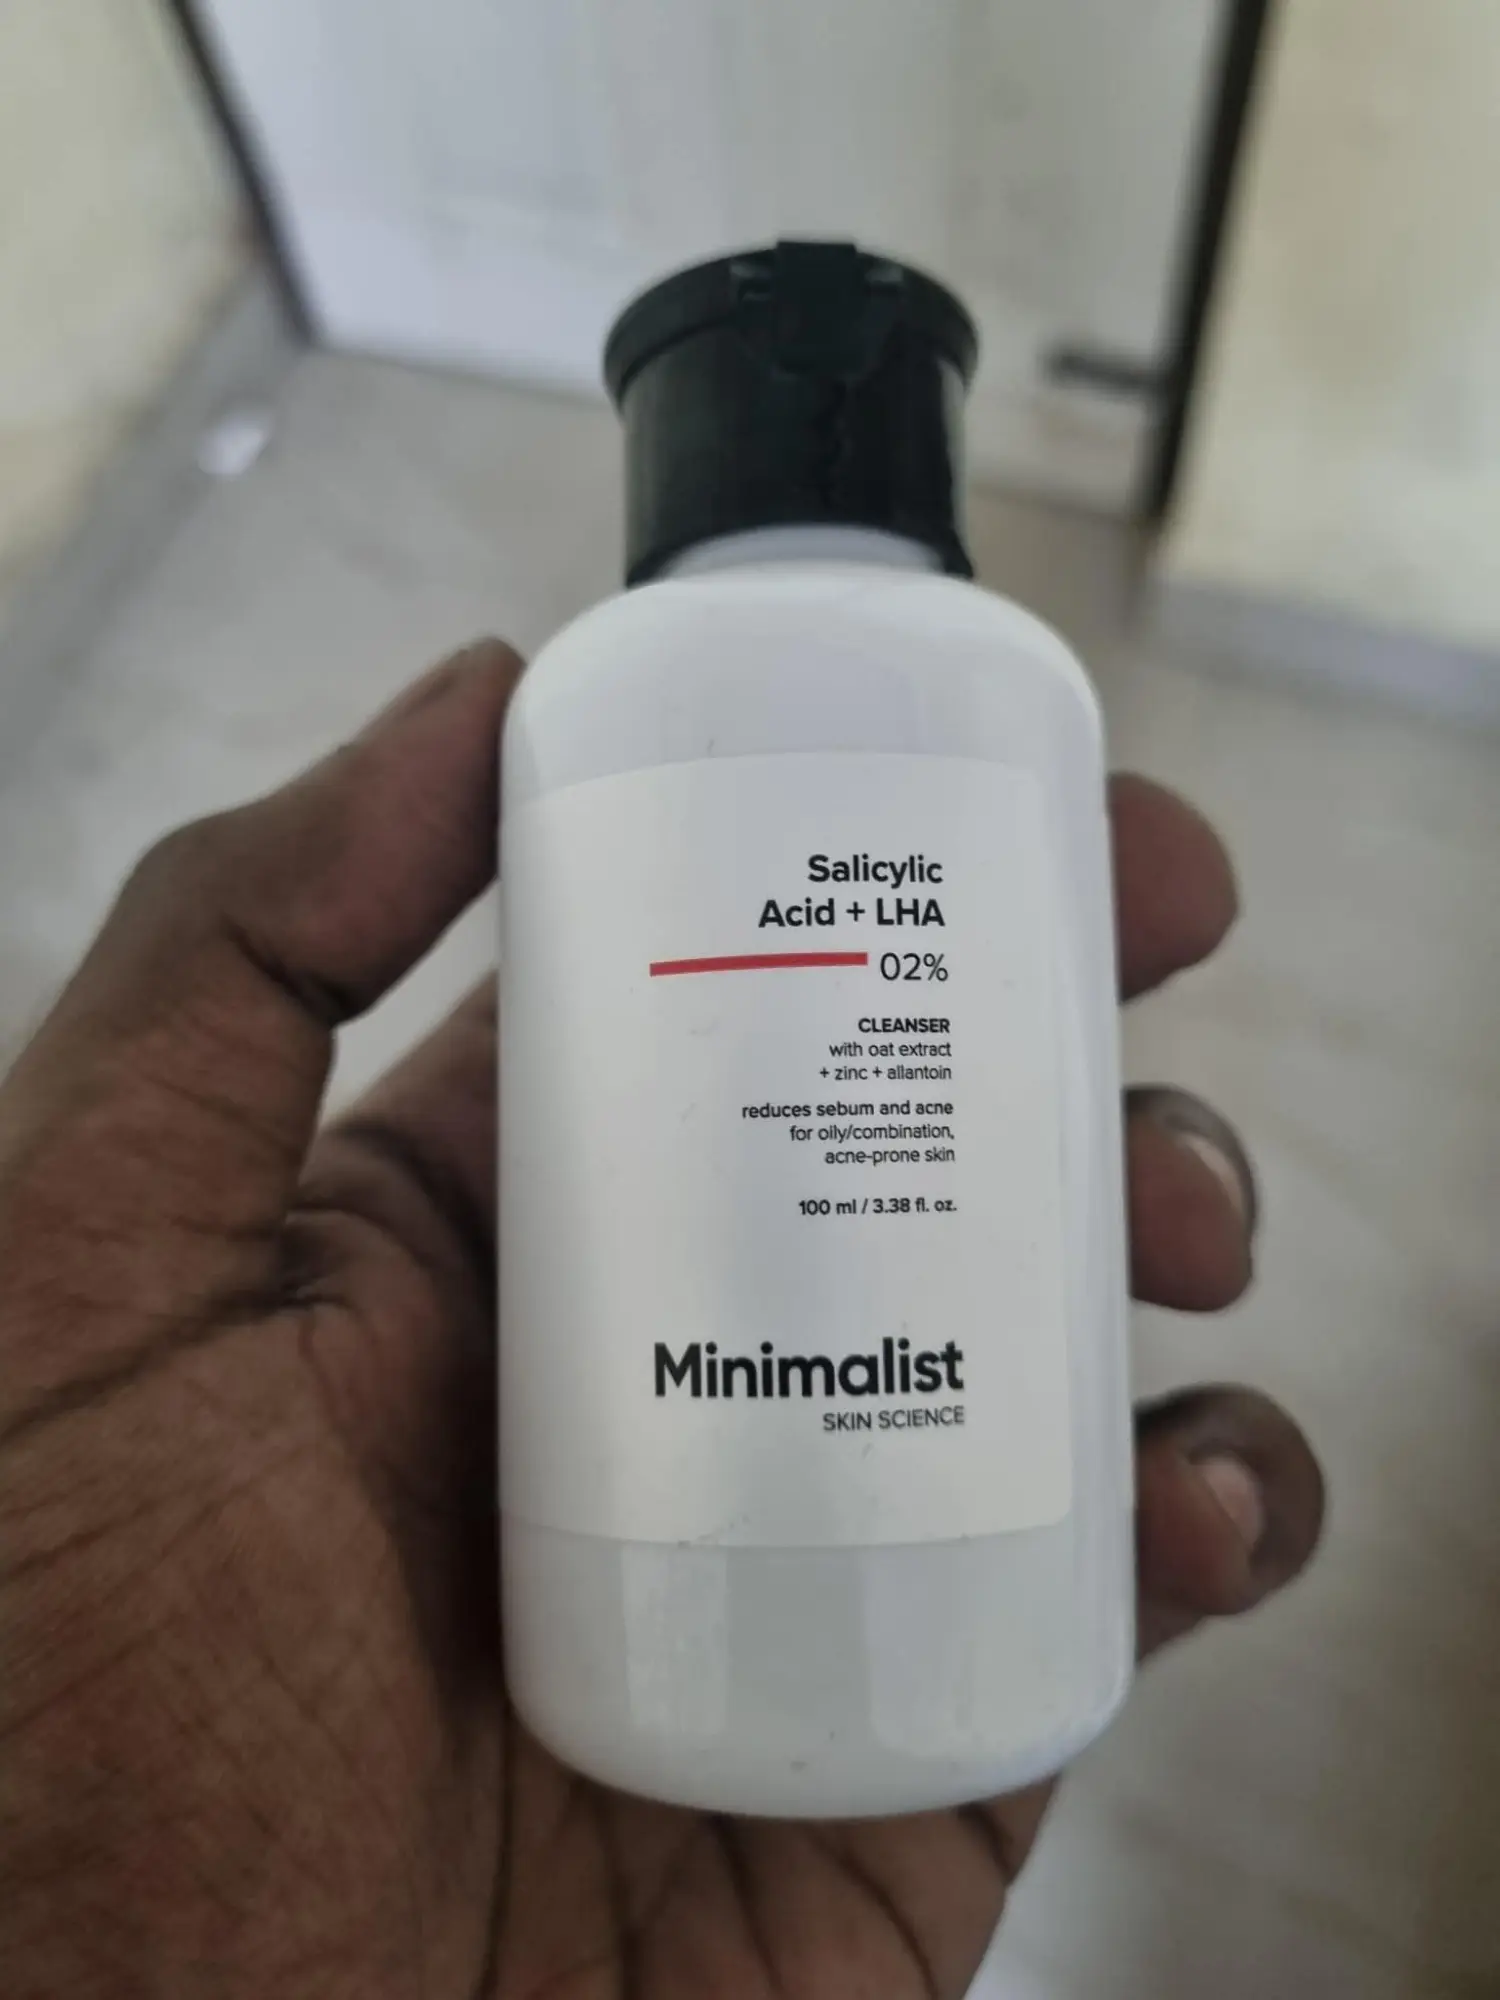 Salicylic
Acid + LHA
02%
CLEANSER
with oat extract
+ zinc + allantoin
reduces sebum and acne
for oily/combination,
acne-prone skin
100 ml / 3.38 fl. oz.
Minimalist
SKIN SCIENCE